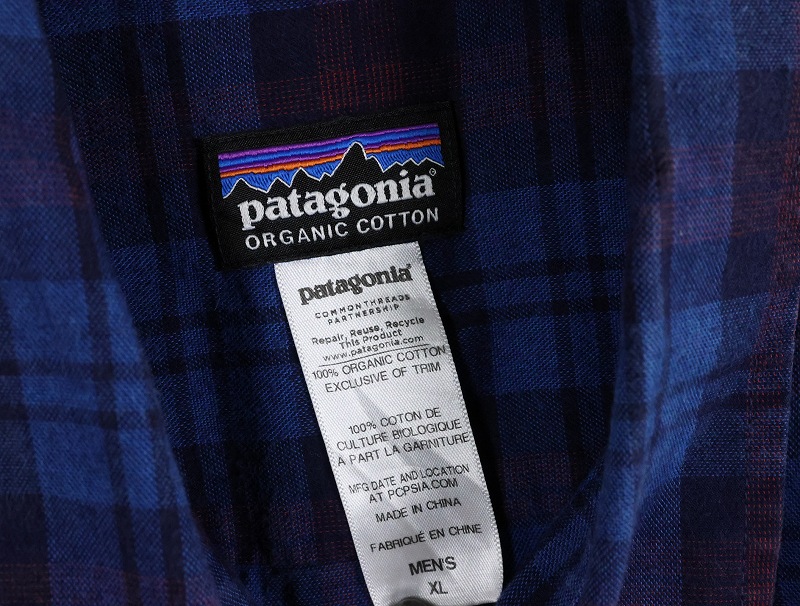 patagonia®
ORGANIC COTTON
patagonia®
COMMONTHREADS
PARTNERSHIP
Repair, Reuse, Recycle
This Product
www.patagonia.com
100% ORGANIC COTTON
EXCLUSIVE OF TRIM
100% COTON DE
CULTURE BIOLOGIQUE
A PART LA GARNITURE
MFG DATE AND LOCATION
AT PCPSIA.COM
MADE IN CHINA
FABRIQUÉ EN CHINE
MEN'S
XL